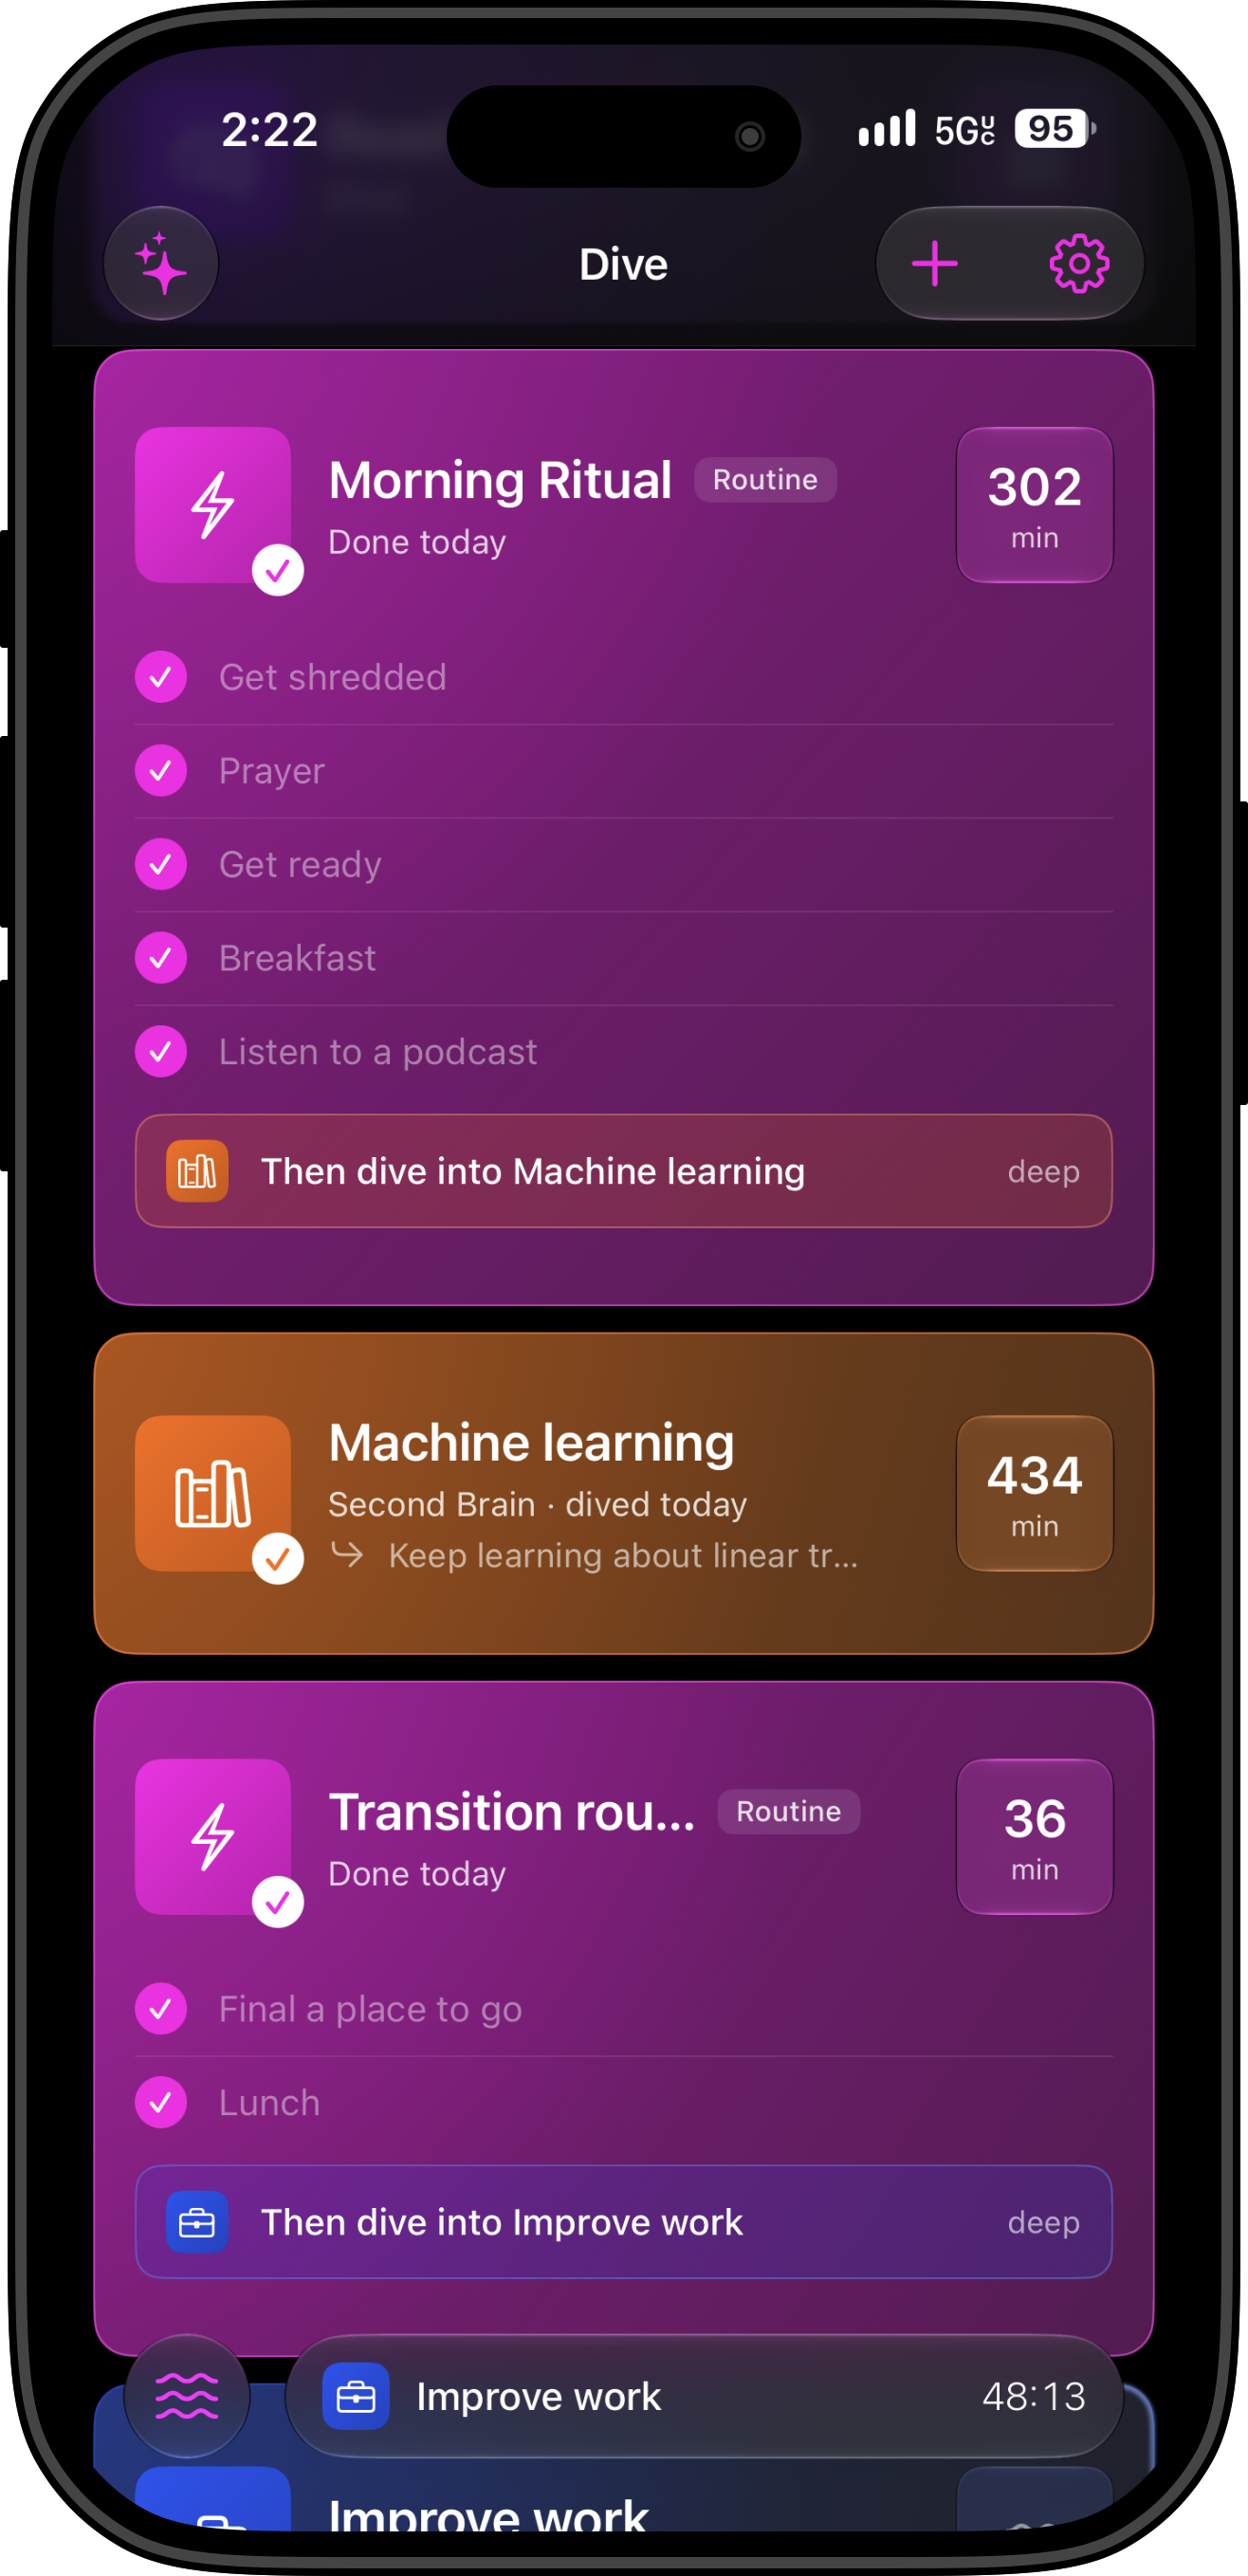 2:22
5G UC
95
Dive
Morning Ritual
Routine
Done today
302
min
Get shredded
Prayer
Get ready
Breakfast
Listen to a podcast
Then dive into Machine learning
deep
Machine learning
Second Brain · dived today
Keep learning about linear tr...
434
min
Transition rou...
Routine
Done today
36
min
Final a place to go
Lunch
Then dive into Improve work
deep
Improve work
48:13
Improve work